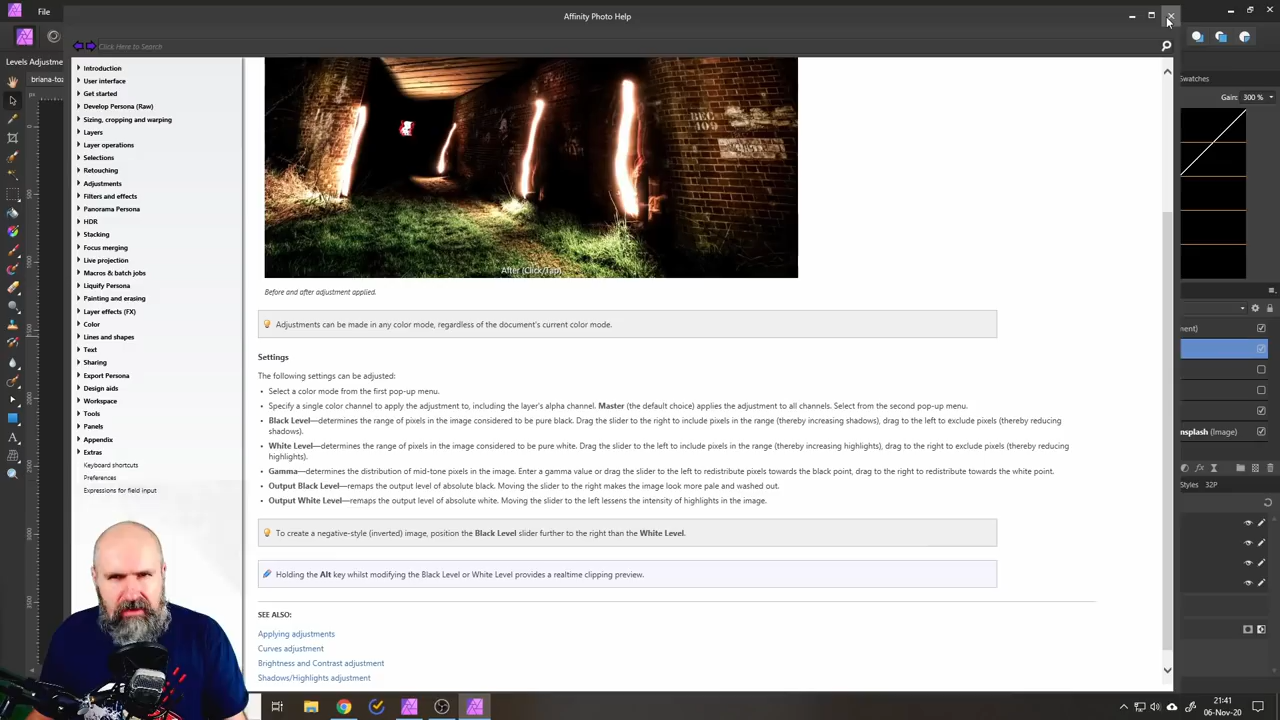 File
Affinity Photo Help
Levels Adjustm
Click Here to Search
briana-toz
Swatches
px
Introduction
User interface
Get started
Develop Persona (Raw)
Sizing, cropping and warping
Layers
Layer operations
Selections
Retouching
Adjustments
Filters and effects
Panorama Persona
HDR
Stacking
Focus merging
Live projection
Macros & batch jobs
Liquify Persona
Painting and erasing
Layer effects (FX)
Color
Lines and shapes
Text
Sharing
Export Persona
Design aids
Workspace
Tools
Panels
Appendix
Extras
Keyboard shortcuts
Preferences
Expressions for field input
BEC
109
After (Click/Tap)
Before and after adjustment applied.
Adjustments can be made in any color mode, regardless of the document's current color mode.
Settings
The following settings can be adjusted:
• Select a color mode from the first pop-up menu.
• Specify a single color channel to apply the adjustment to, including the layer's alpha channel. Master (the default choice) applies the adjustment to all channels. Select from the second pop-up menu.
• Black Level—determines the range of pixels in the image considered to be pure black. Drag the slider to the right to include pixels in the range (thereby increasing shadows), drag to the left to exclude pixels (thereby reducing
shadows).
• White Level—determines the range of pixels in the image considered to be pure white. Drag the slider to the left to include pixels in the range (thereby increasing highlights), drag to the right to exclude pixels (thereby reducing
highlights).
• Gamma—determines the distribution of mid-tone pixels in the image. Enter a gamma value or drag the slider to the left to redistribute pixels towards the black point, drag to the right to redistribute towards the white point.
• Output Black Level—remaps the output level of absolute black. Moving the slider to the right makes the image look more pale and washed out.
• Output White Level—remaps the output level of absolute white. Moving the slider to the left lessens the intensity of highlights in the image.
To create a negative-style (inverted) image, position the Black Level slider further to the right than the White Level.
Holding the Alt key whilst modifying the Black Level or White Level provides a realtime clipping preview.
SEE ALSO:
Applying adjustments
Curves adjustment
Brightness and Contrast adjustment
Shadows/Highlights adjustment
300 %
ment)
nsplash (Image)
Styles 32P
21:41
06-Nov-20